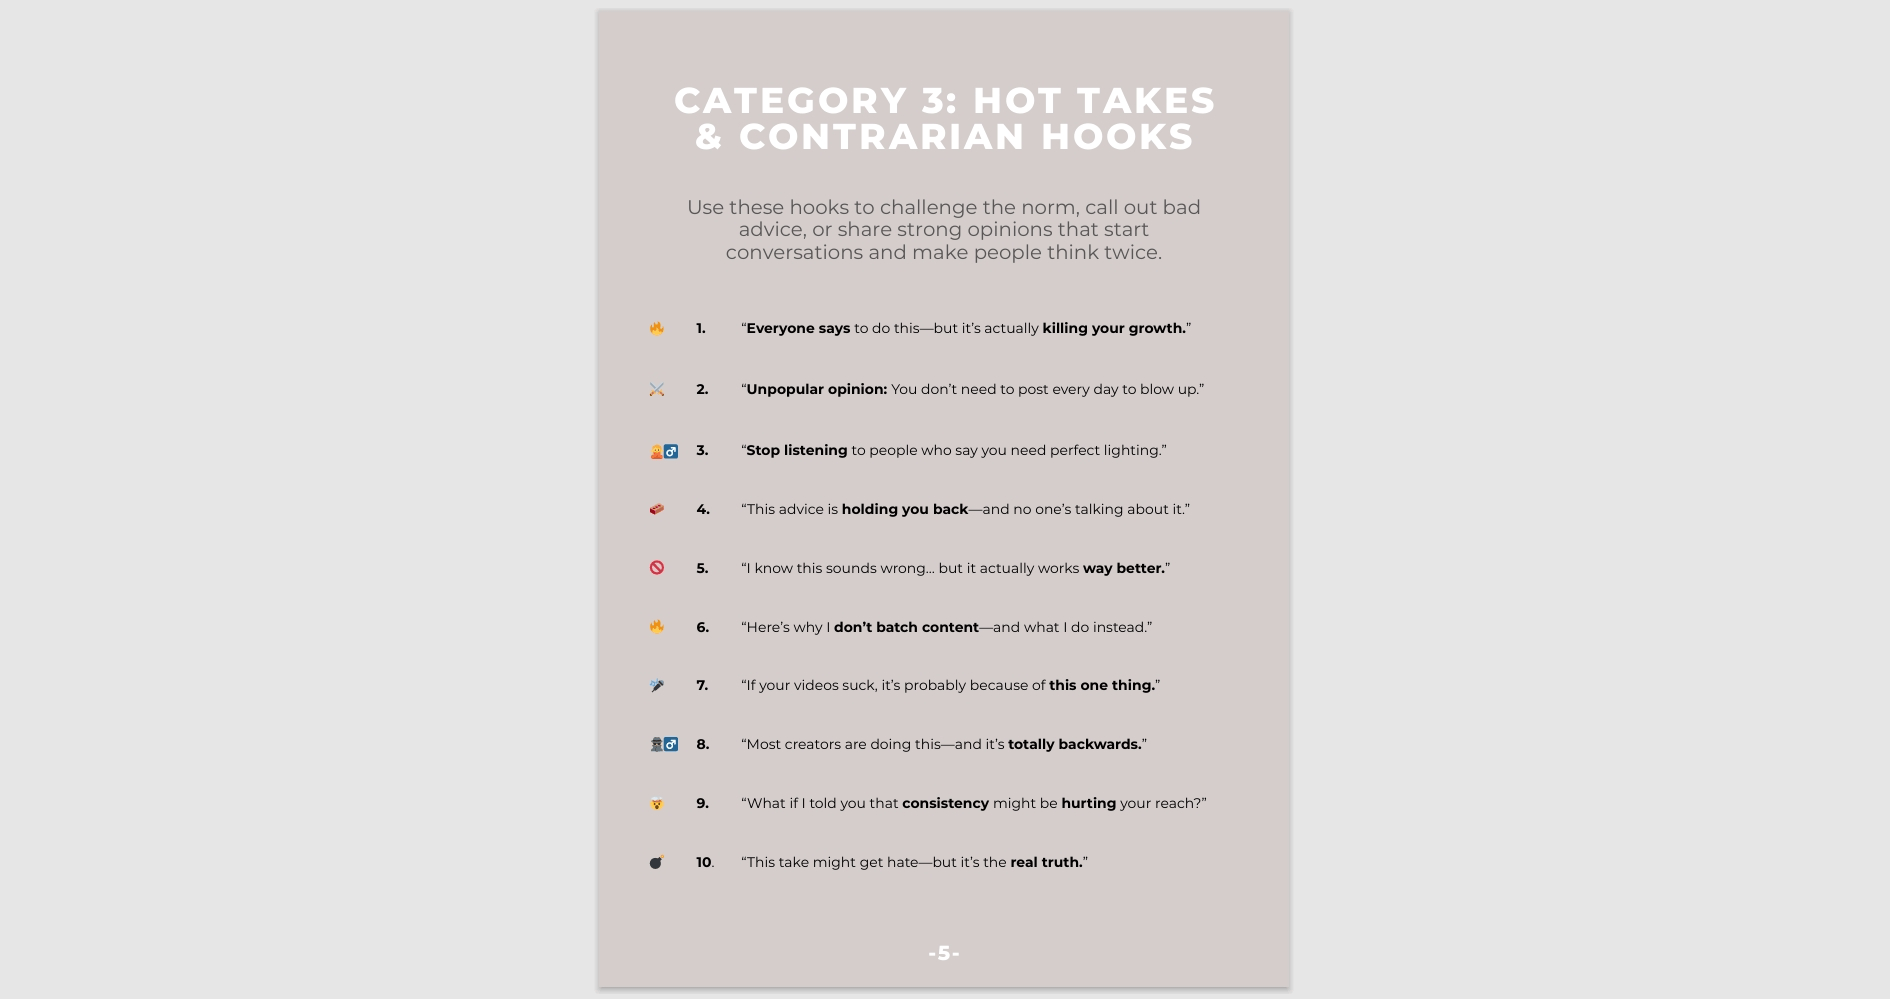 CATEGORY 3: HOT TAKES
& CONTRARIAN HOOKS
Use these hooks to challenge the norm, call out bad
advice, or share strong opinions that start
conversations and make people think twice.
🔥 1. “Everyone says to do this—but it’s actually killing your growth.”
⚔️ 2. “Unpopular opinion: You don’t need to post every day to blow up.”
3. “Stop listening to people who say you need perfect lighting.”
4. “This advice is holding you back—and no one’s talking about it.”
🚫 5. “I know this sounds wrong… but it actually works way better.”
🔥 6. “Here’s why I don’t batch content—and what I do instead.”
7. “If your videos suck, it’s probably because of this one thing.”
8. “Most creators are doing this—and it’s totally backwards.”
🤯 9. “What if I told you that consistency might be hurting your reach?”
💣 10. “This take might get hate—but it’s the real truth.”
-5-